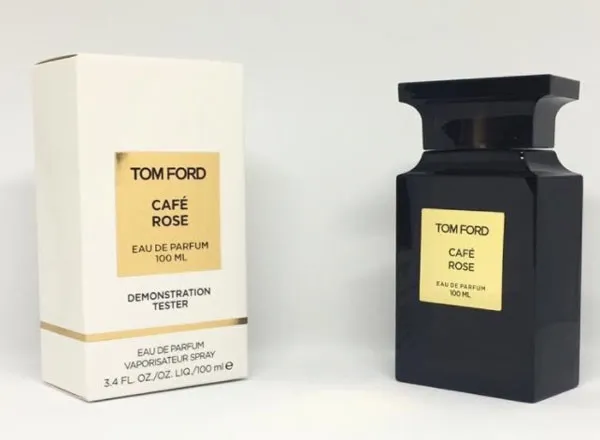 TOM FORD
CAFÉ
ROSE
EAU DE PARFUM
100 ML
DEMONSTRATION
TESTER
EAU DE PARFUM
VAPORISATEUR SPRAY
3.4 FL. OZ./OZ. LIQ./100 ml ℮
TOM FORD
CAFÉ
ROSE
EAU DE PARFUM
100 ML